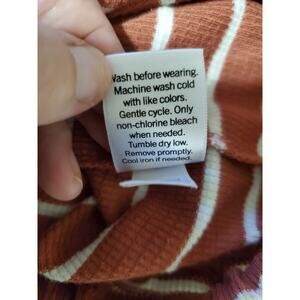 Wash before wearing.
Machine wash cold
with like colors.
Gentle cycle. Only
non-chlorine bleach
when needed.
Tumble dry low.
Remove promptly.
Cool iron if needed.